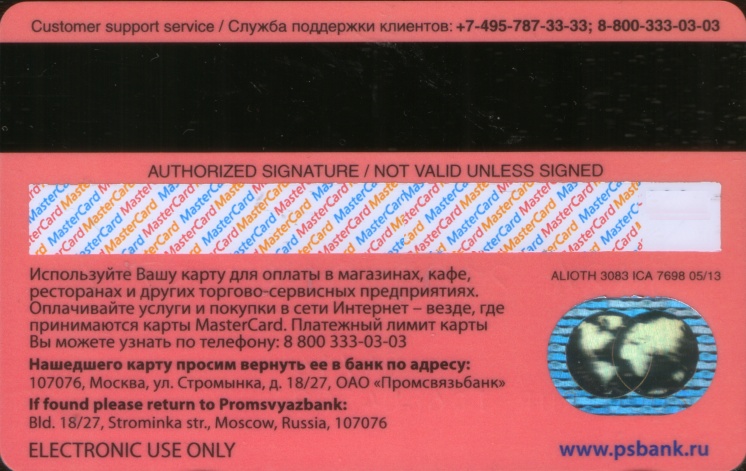 Customer support service / Служба поддержки клиентов: +7-495-787-33-33; 8-800-333-03-03
AUTHORIZED SIGNATURE / NOT VALID UNLESS SIGNED
MasterCard MasterCard MasterCard MasterCard MasterCard
Используйте Вашу карту для оплаты в магазинах, кафе,
ресторанах и других торгово-сервисных предприятиях.
Оплачивайте услуги и покупки в сети Интернет – везде, где
принимаются карты MasterCard. Платежный лимит карты
Вы можете узнать по телефону: 8 800 333-03-03
ALIOTH 3083 ICA 7698 05/13
Нашедшего карту просим вернуть ее в банк по адресу:
107076, Москва, ул. Стромынка, д. 18/27, ОАО «Промсвязьбанк»
If found please return to Promsvyazbank:
Bld. 18/27, Strominka str., Moscow, Russia, 107076
ELECTRONIC USE ONLY
www.psbank.ru